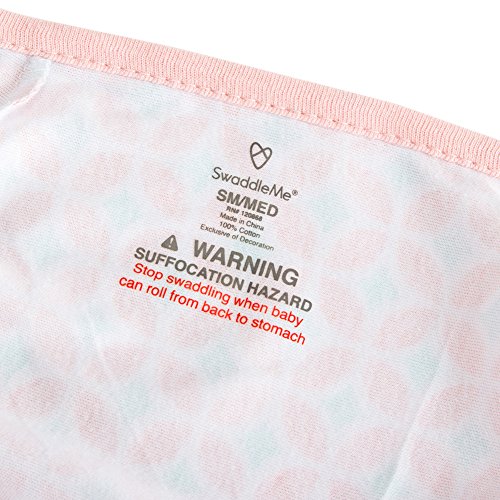 SwaddleMe®
SM/MED
RN# 120868
Made in China
100% Cotton
Exclusive of Decoration
WARNING
SUFFOCATION HAZARD
Stop swaddling when baby
can roll from back to stomach